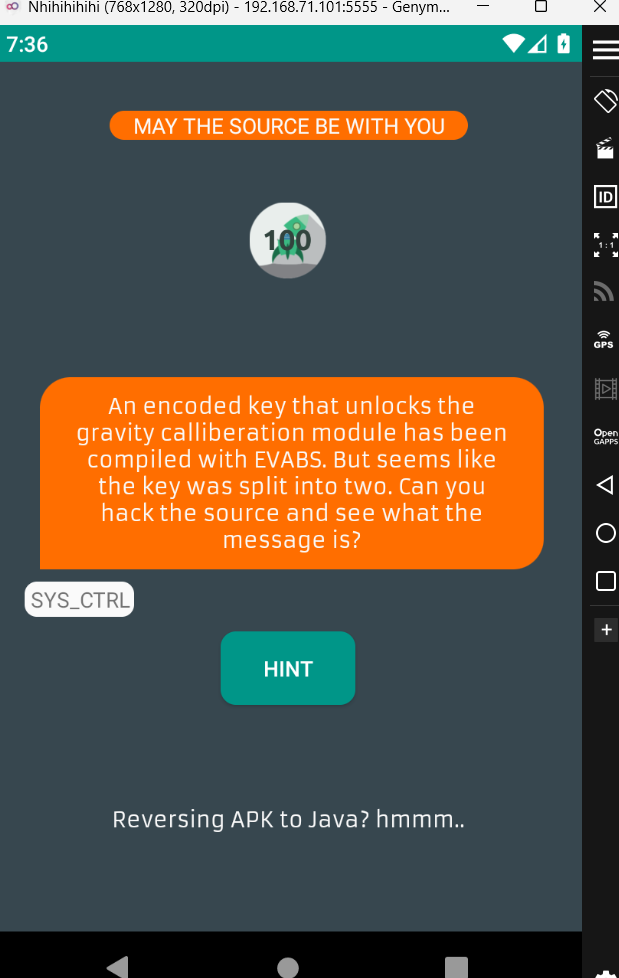 Nhihihihihi (768x1280, 320dpi) - 192.168.71.101:5555 - Genym...
7:36
MAY THE SOURCE BE WITH YOU
100
An encoded key that unlocks the
gravity calliberation module has been
compiled with EVABS. But seems like
the key was split into two. Can you
hack the source and see what the
message is?
SYS_CTRL
HINT
Reversing APK to Java? hmmm..
ID
1:1
GPS
Open
GAPPS